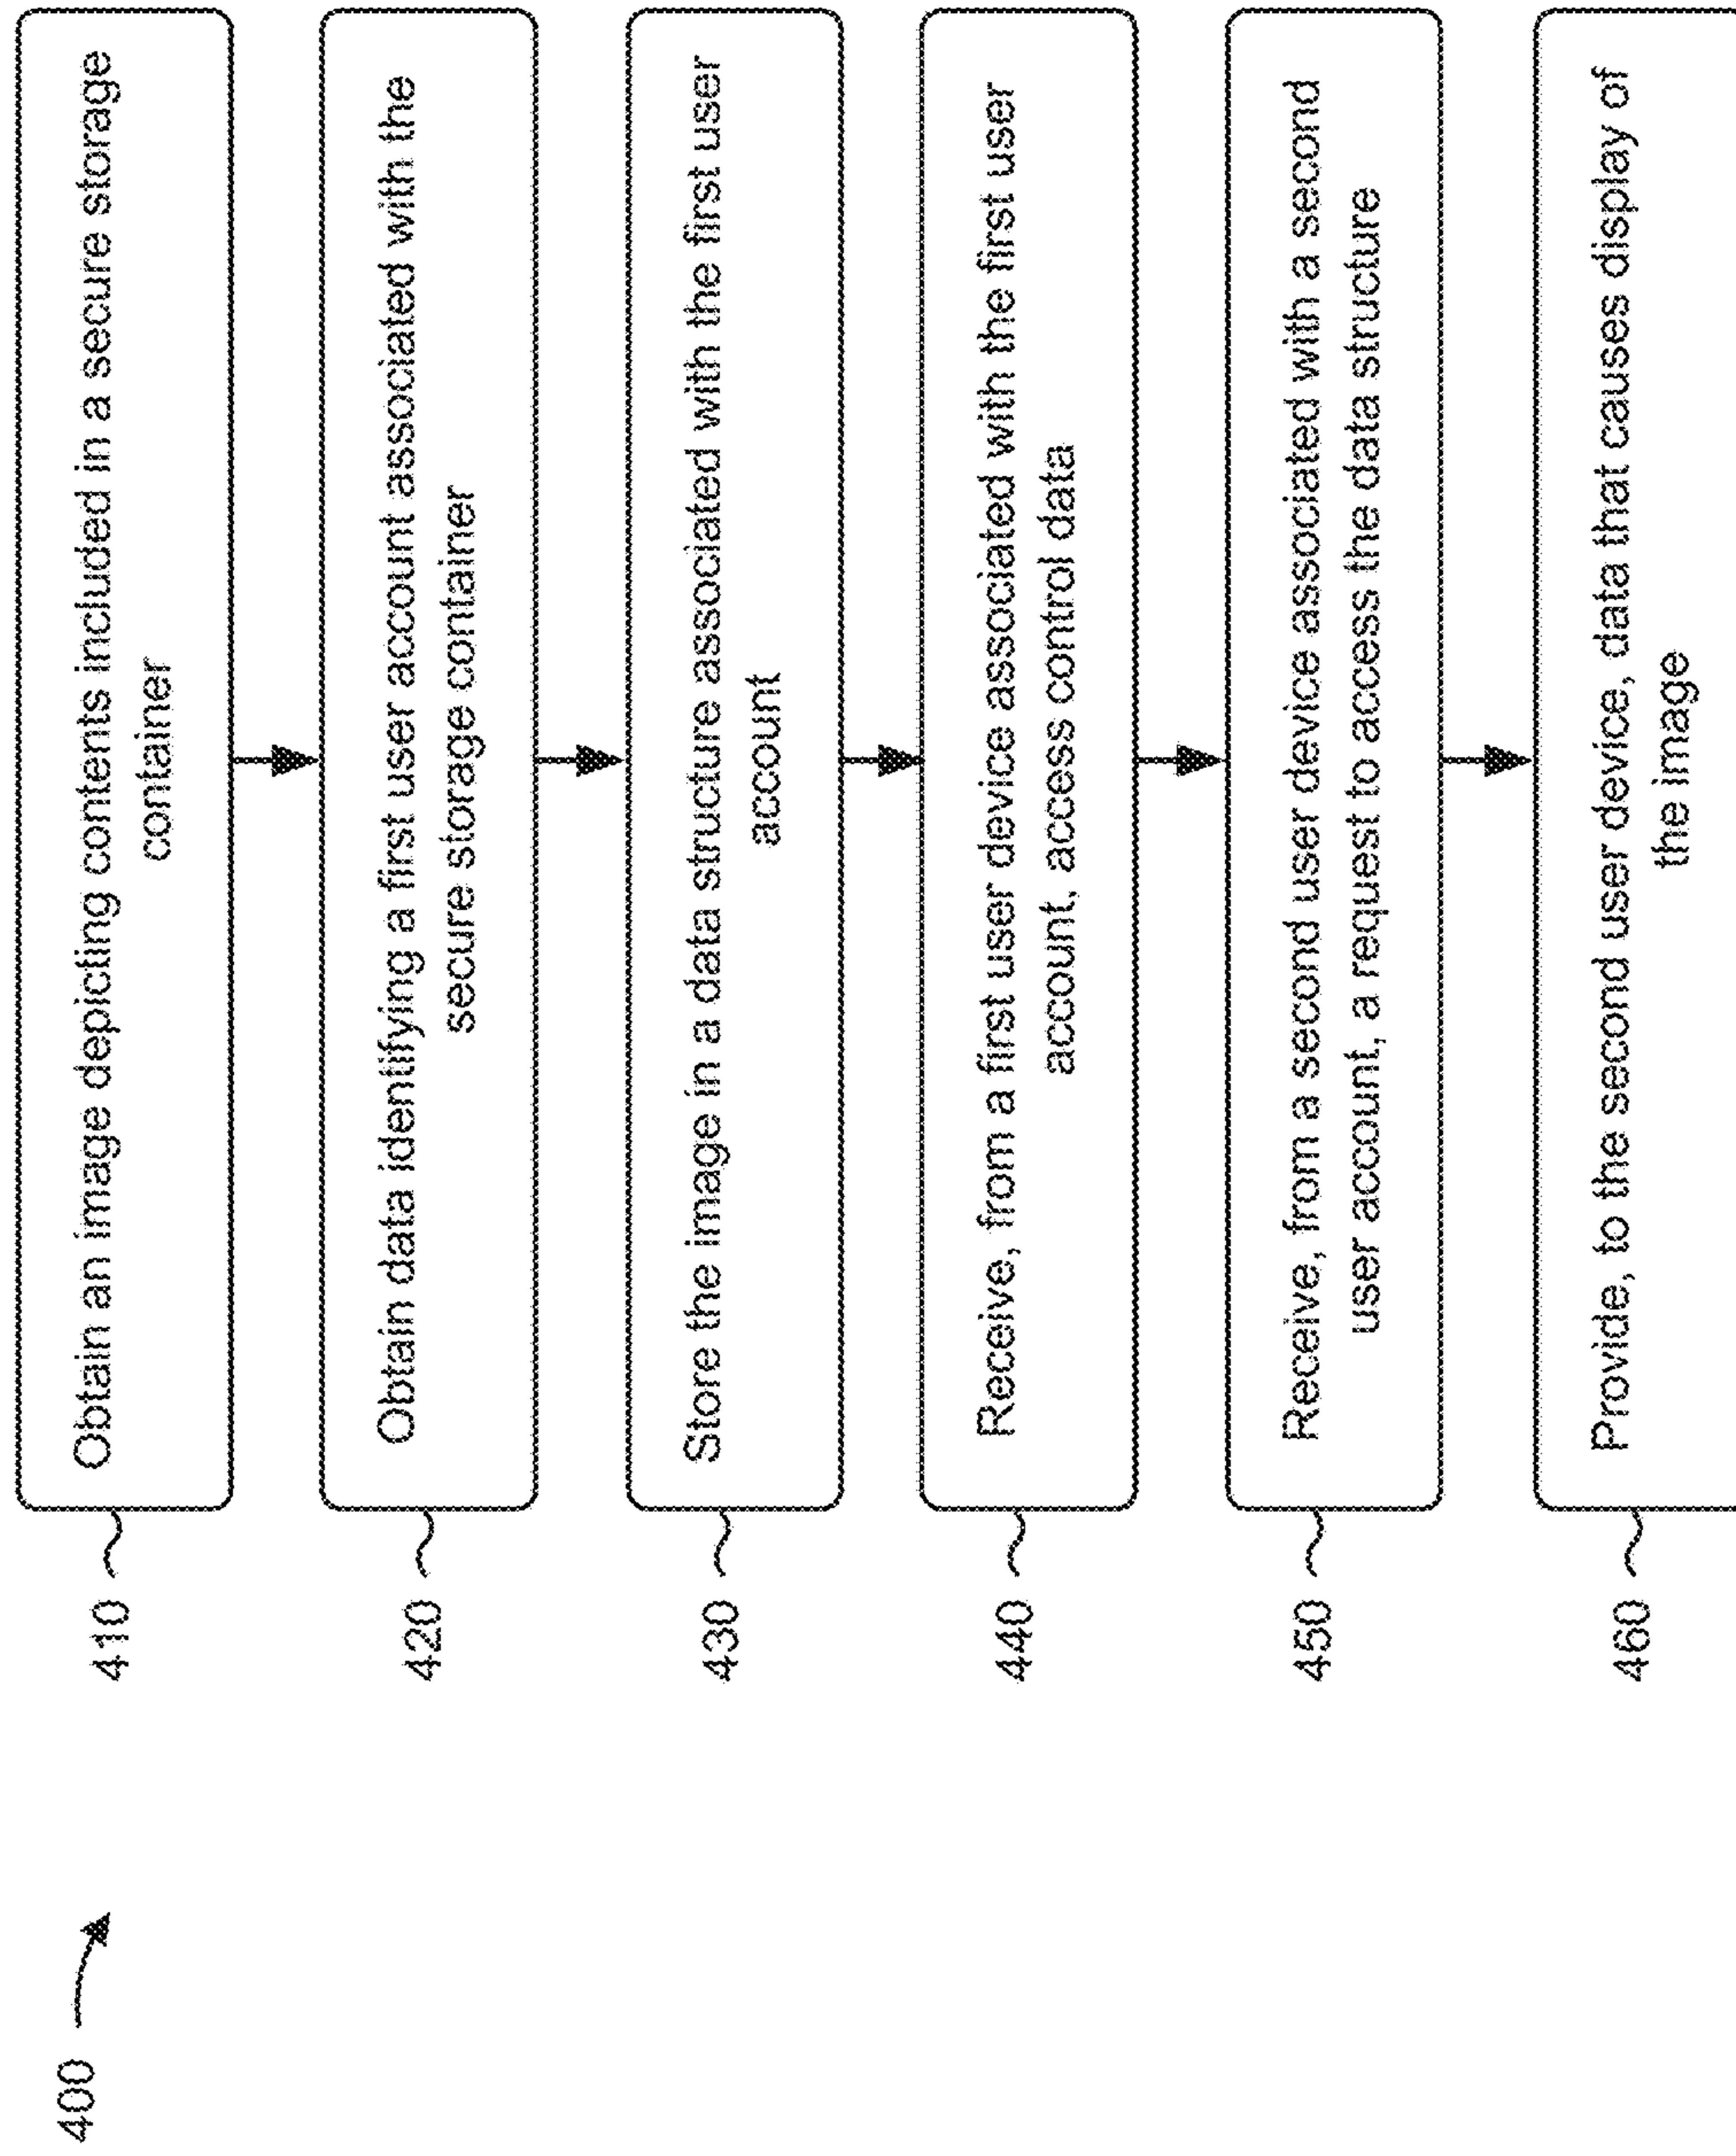 400
410
Obtain an image depicting contents included in a secure storage
container
420
Obtain data identifying a first user account associated with the
secure storage container
430
Store the image in a data structure associated with the first user
account
440
Receive, from a first user device associated with the first user
account, access control data
450
Receive, from a second user device associated with a second
user account, a request to access the data structure
460
Provide, to the second user device, data that causes display of
the image